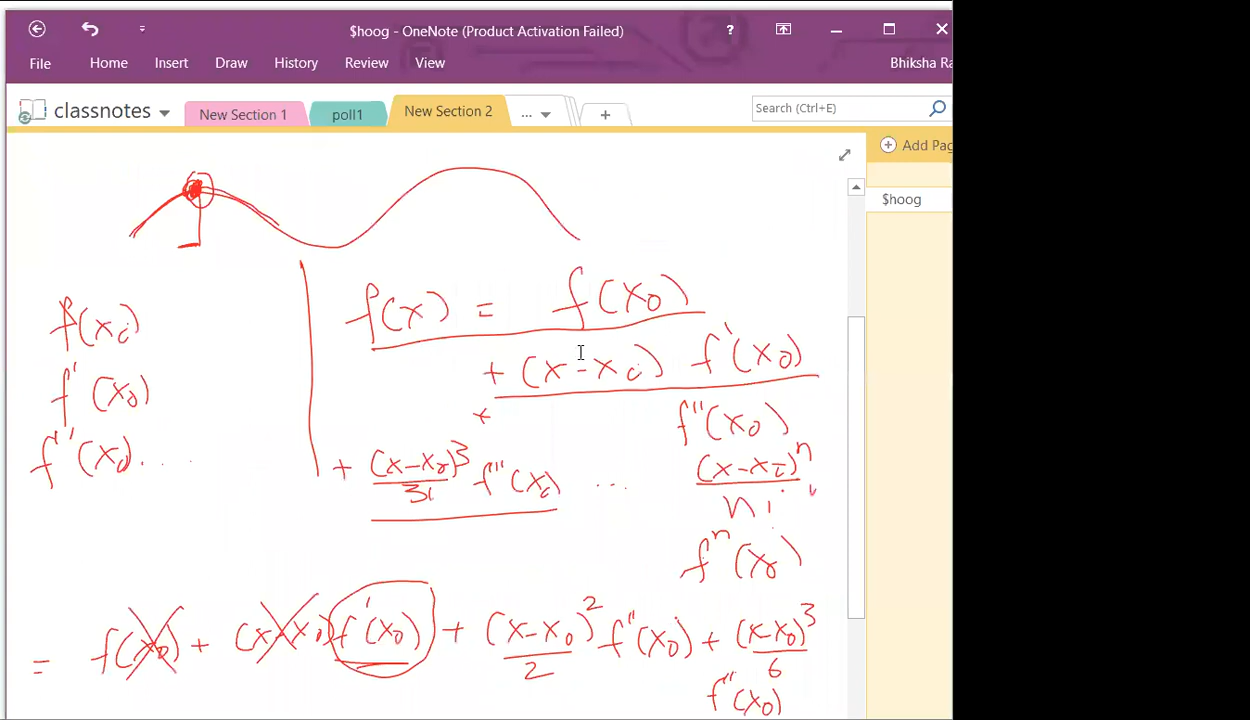 $hoog - OneNote (Product Activation Failed)
?
File Home Insert Draw History Review View
Bhiksha Ra
classnotes New Section 1 poll1 New Section 2 ... +
Search (Ctrl+E)
Add Pag
$hoog
f(x0)
f'(x0)
f''(x0)...
f(x) = f(x0)
+ (x-x0) f'(x0)
+
f''(x0)
+ (x-x0)^3/3! f''(x0) ... (x-x0)^n/n!
f^n(x0)
= f(x0) + (x-x0) f'(x0) + (x-x0)^2/2 f''(x0) + (x-x0)^3/6
f''(x0)